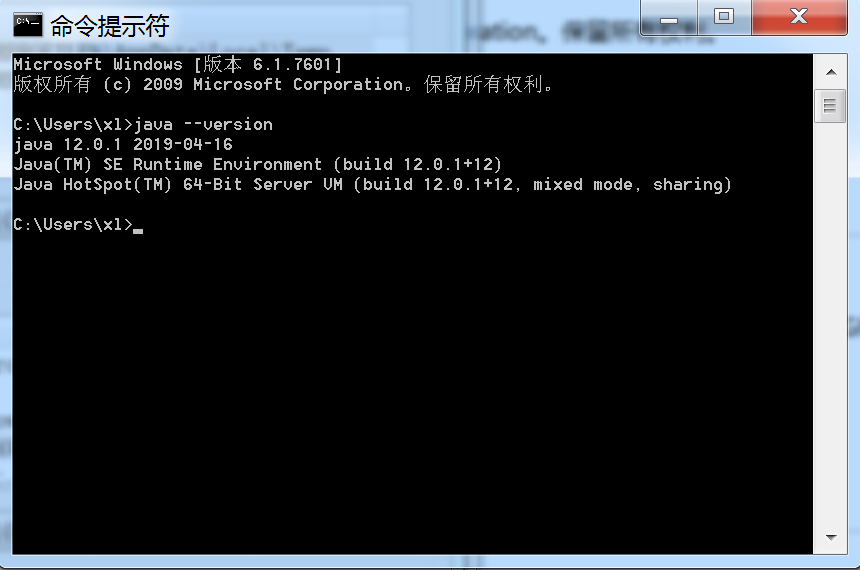 命令提示符
Microsoft Windows [版本 6.1.7601]
版权所有 (c) 2009 Microsoft Corporation。保留所有权利。
C:\Users\xl>java --version
java 12.0.1 2019-04-16
Java(TM) SE Runtime Environment (build 12.0.1+12)
Java HotSpot(TM) 64-Bit Server VM (build 12.0.1+12, mixed mode, sharing)
C:\Users\xl>